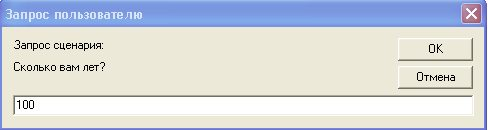 Запрос пользователю
Запрос сценария:
OK
Сколько вам лет?
Отмена
100